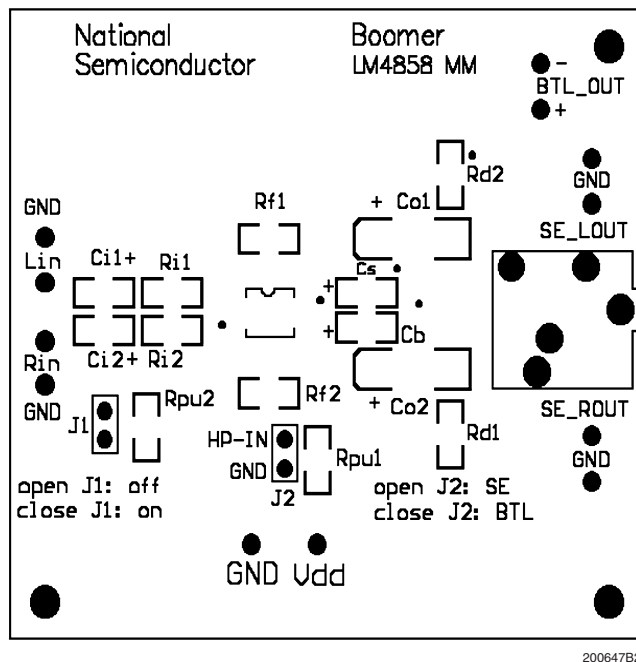 National
Semiconductor
Boomer
LM4858 MM
-
BTL_OUT
+
Rd2
GND
Rf1
+ Co1
GND
SE_LOUT
Lin
Ci1+
Ri1
Cs
+
+
Cb
Rin
Ci2+
Ri2
GND
J1
Rpu2
Rf2
+ Co2
SE_ROUT
HP-IN
GND
J2
Rpu1
Rd1
GND
open J1: off
close J1: on
open J2: SE
close J2: BTL
GND
Vdd